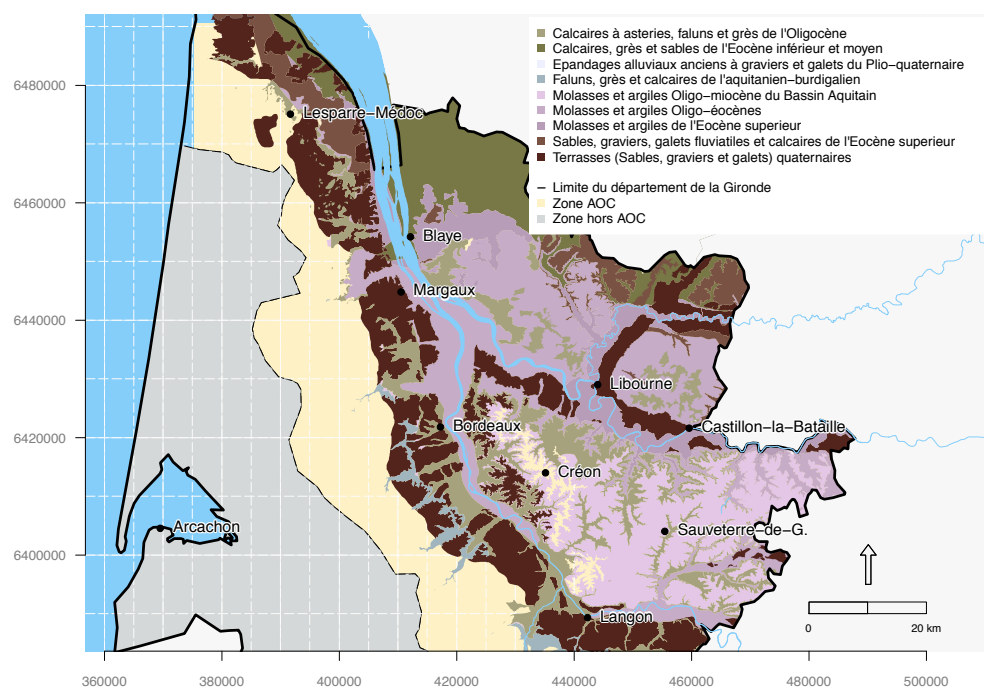 Calcaires à asteries, faluns et grès de l'Oligocène
Calcaires, grès et sables de l'Eocène inférieur et moyen
Epandages alluviaux anciens à graviers et galets du Plio−quaternaire
Faluns, grès et calcaires de l'aquitanien−burdigalien
Molasses et argiles Oligo−miocène du Bassin Aquitain
Molasses et argiles Oligo−éocènes
Molasses et argiles de l'Eocène superieur
Sables, graviers, galets fluviatiles et calcaires de l'Eocène superieur
Terrasses (Sables, graviers et galets) quaternaires
Limite du département de la Gironde
Zone AOC
Zone hors AOC
6480000
6460000
6440000
6420000
6400000
Lesparre−Médoc
Blaye
Margaux
Libourne
Bordeaux
Castillon−la−Bataille
Créon
Arcachon
Sauveterre−de−G.
Langon
0
20 km
360000
380000
400000
420000
440000
460000
480000
500000